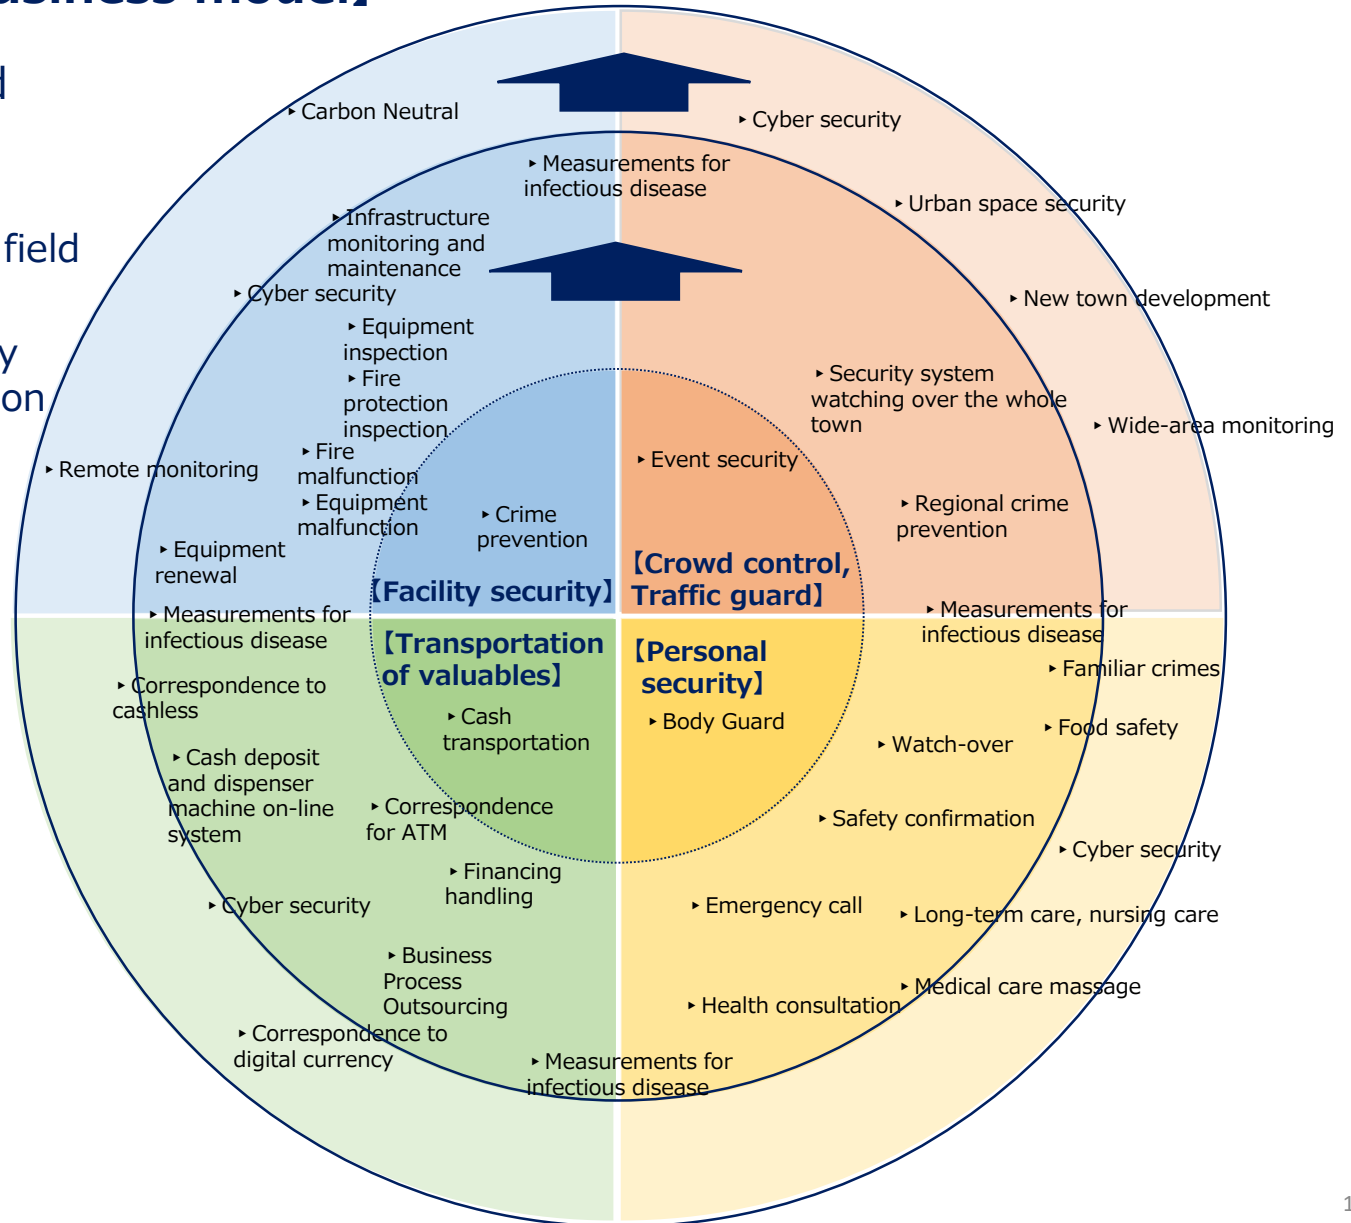 usiness model】
d
field
y
on
▸ Carbon Neutral
▸ Cyber security
▸ Measurements for
infectious disease
▸ Urban space security
▸ Infrastructure
monitoring and
maintenance
▸ Cyber security
▸ New town development
▸ Equipment
inspection
▸ Fire
protection
inspection
▸ Security system
watching over the whole
town
▸ Wide-area monitoring
▸ Remote monitoring
▸ Fire
malfunction
▸ Equipment
malfunction
▸ Event security
▸ Crime
prevention
▸ Regional crime
prevention
▸ Equipment
renewal
【Facility security】
【Crowd control,
Traffic guard】
▸ Measurements for
infectious disease
▸ Measurements for
infectious disease
【Transportation
of valuables】
【Personal
security】
▸ Familiar crimes
▸ Correspondence to
cashless
▸ Cash
transportation
▸ Body Guard
▸ Food safety
▸ Watch-over
▸ Cash deposit
and dispenser
machine on-line
system
▸ Correspondence
for ATM
▸ Safety confirmation
▸ Cyber security
▸ Financing
handling
▸ Cyber security
▸ Emergency call
▸ Long-term care, nursing care
▸ Business
Process
Outsourcing
▸ Health consultation
▸ Medical care massage
▸ Correspondence to
digital currency
▸ Measurements for
infectious disease
1